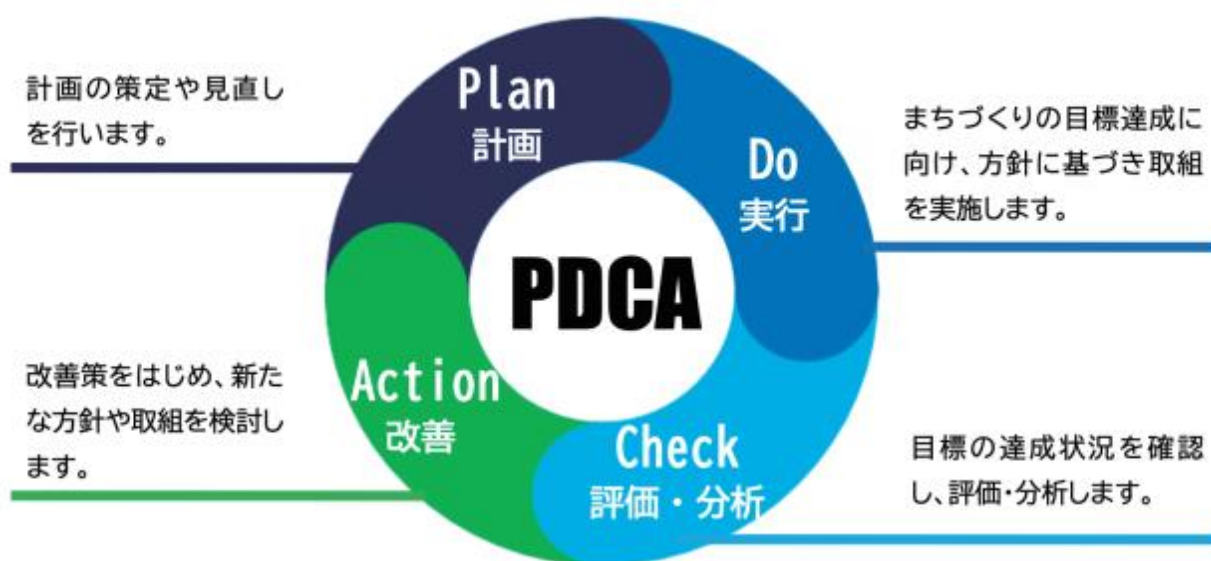 計画の策定や見直し
を行います。
Plan
計画
Do
実行
まちづくりの目標達成に
向け、方針に基づき取組
を実施します。
PDCA
改善策をはじめ、新た
な方針や取組を検討し
ます。
Action
改善
Check
評価・分析
目標の達成状況を確認
し、評価・分析します。